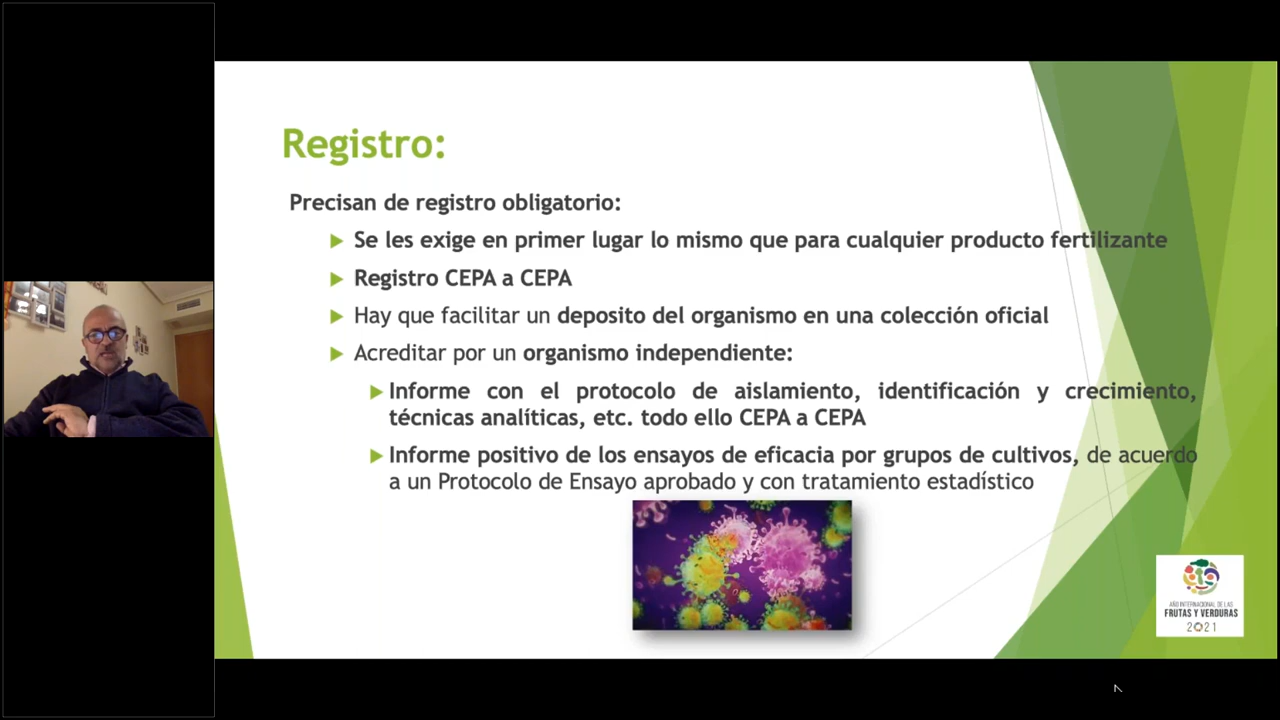 Registro:
Precisan de registro obligatorio:
Se les exige en primer lugar lo mismo que para cualquier producto fertilizante
Registro CEPA a CEPA
Hay que facilitar un deposito del organismo en una colección oficial
Acreditar por un organismo independiente:
Informe con el protocolo de aislamiento, identificación y crecimiento,
técnicas analíticas, etc. todo ello CEPA a CEPA
Informe positivo de los ensayos de eficacia por grupos de cultivos, de acuerdo
a un Protocolo de Ensayo aprobado y con tratamiento estadístico
AÑO INTERNACIONAL DE LAS
FRUTAS Y VERDURAS
2021